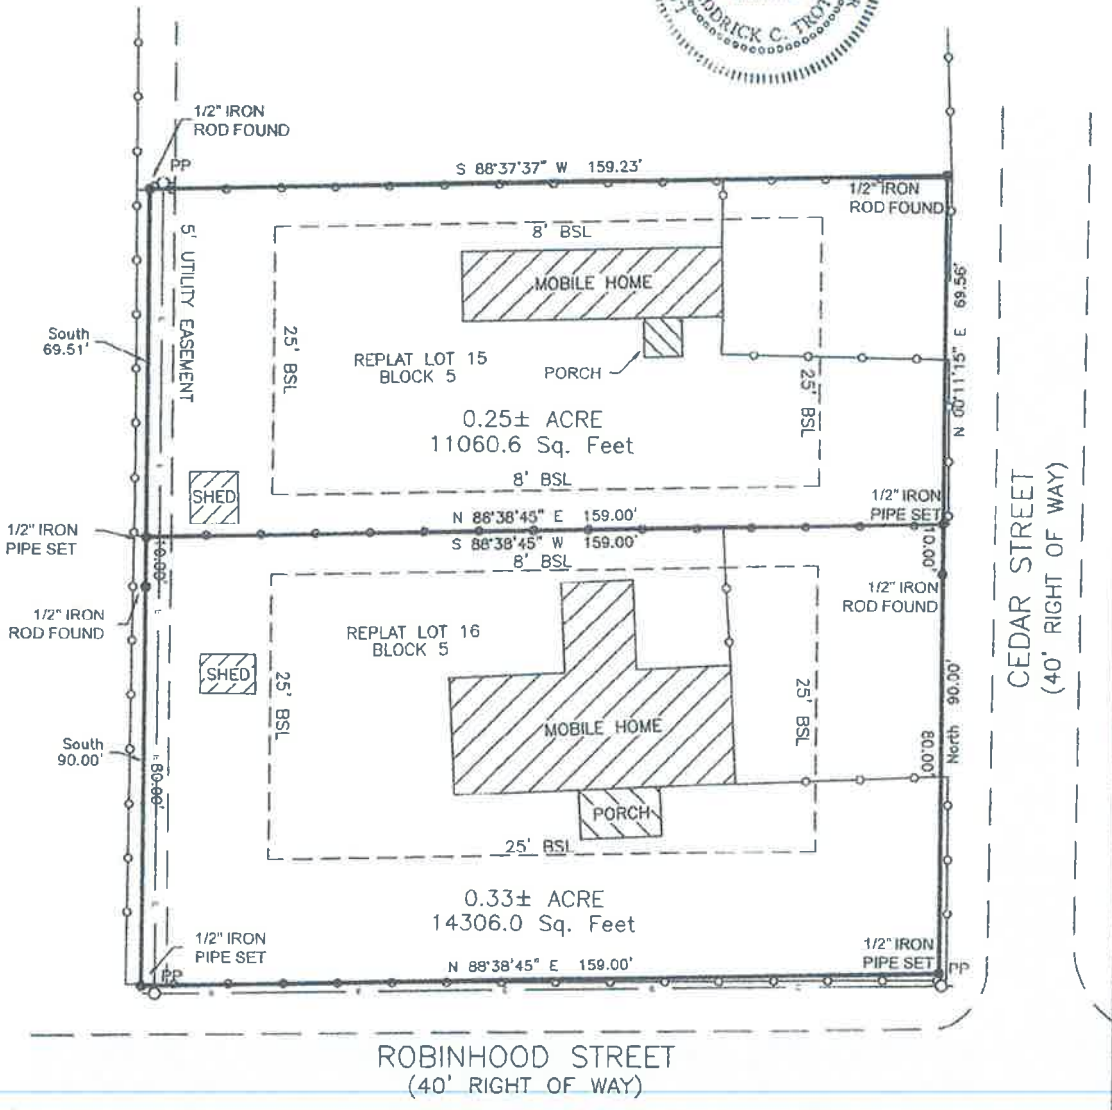 DRICK C. TRO
1/2" IRON
ROD FOUND
PP
S 88°37'37" W 159.23'
1/2" IRON
ROD FOUND
8' BSL
MOBILE HOME
5' UTILITY EASEMENT
South
69.51'
25' BSL
REPLAT LOT 15
BLOCK 5
PORCH
25' BSL
N 00°11'15" E 69.56'
0.25± ACRE
11060.6 Sq. Feet
8' BSL
SHED
1/2" IRON
PIPE SET
N 88°38'45" E 159.00'
1/2" IRON
PIPE SET
S 88°38'45" W 159.00'
8' BSL
10.00'
10.00'
1/2" IRON
ROD FOUND
1/2" IRON
ROD FOUND
REPLAT LOT 16
BLOCK 5
SHED
25' BSL
25' BSL
MOBILE HOME
CEDAR STREET
(40' RIGHT OF WAY)
North 90.00'
80.00'
South
90.00'
80.00'
PORCH
25' BSL
0.33± ACRE
14306.0 Sq. Feet
1/2" IRON
PIPE SET
1/2" IRON
PIPE SET
N 88°38'45" E 159.00'
PP
PP
ROBINHOOD STREET
(40' RIGHT OF WAY)